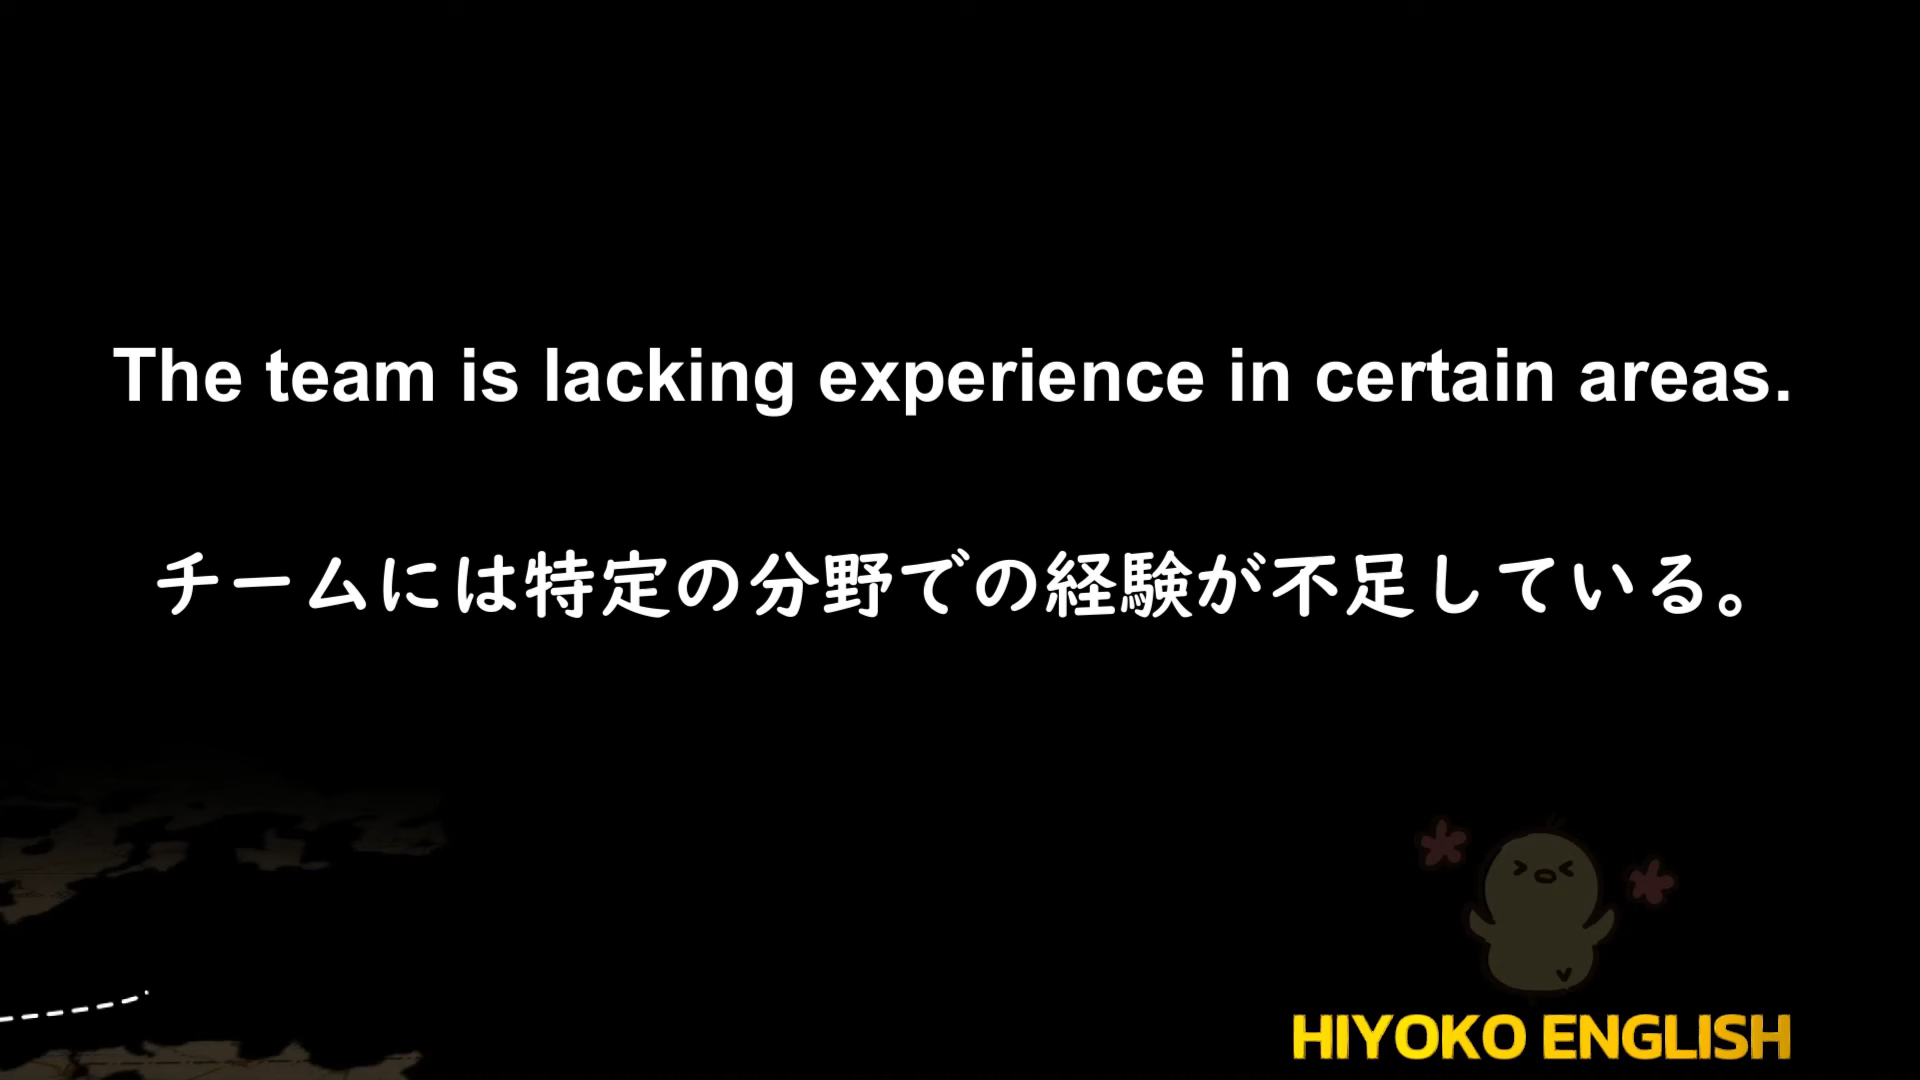 The team is lacking experience in certain areas.
チームには特定の分野での経験が不足している。
HIYOKO ENGLISH